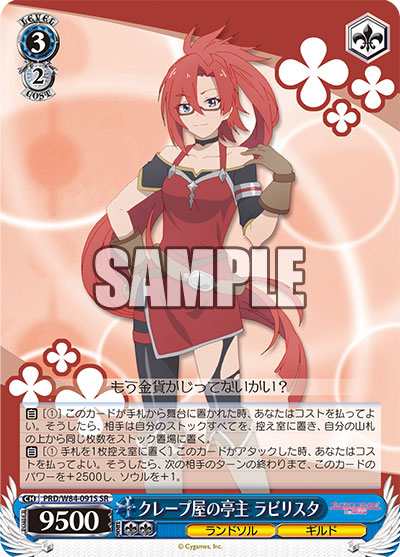 LEVEL
3
2
COST
SAMPLE
もう金貨がじってないかい？
自 [①] このカードが手札から舞台に置かれた時、あなたはコストを払ってよ
い。そうしたら、相手は自分のストックすべてを、控え室に置き、自分の山札
の上から同じ枚数をストック置場に置く。
自 [① 手札を1枚控室に置く] このカードがアタックした時、あなたは
コストを払ってよい。そうしたら、次の相手のターンの終わりまで、このカードの
パワーを+2500し、ソウルを+1。
CH PRD/W84-091S SR
POWER
9500
クレープ屋の亭主 ラビリスタ
ランドソル
ギルド
© Cygames, Inc.